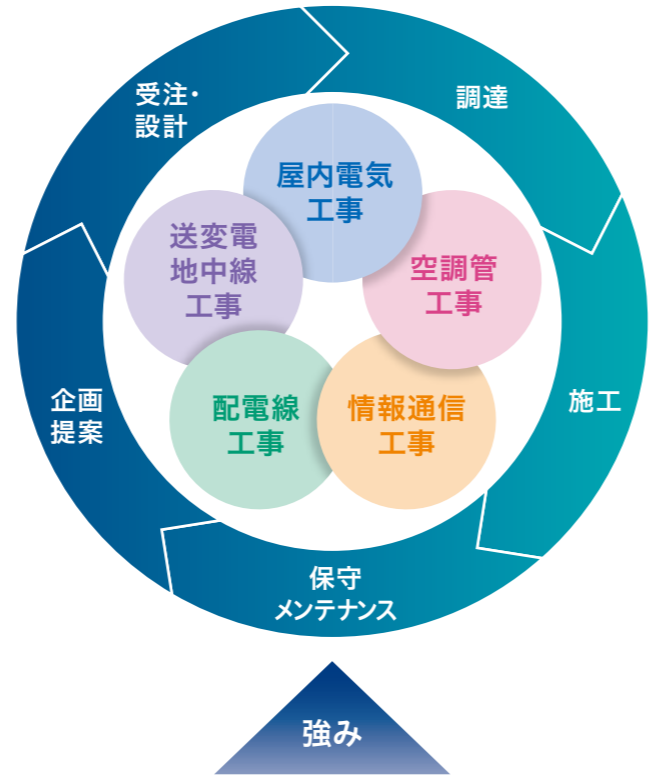 受注・
設計
調達
施工
保守
メンテナンス
企画
提案
屋内電気
工事
空調管
工事
情報通信
工事
配電線
工事
送変電
地中線
工事
強み